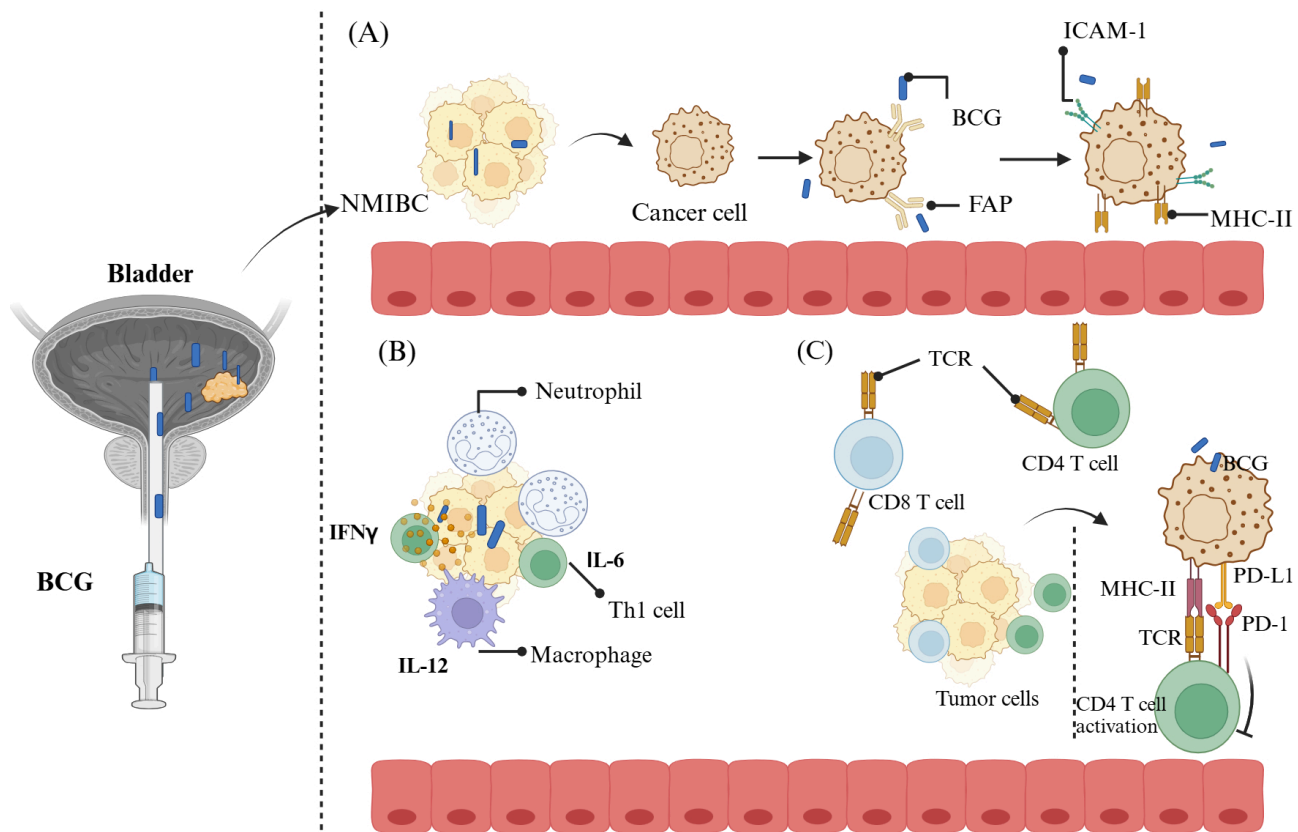 Bladder
BCG
(A)
NMIBC
Cancer cell
BCG
FAP
ICAM-1
MHC-II
(B)
Neutrophil
IFNγ
IL-6
Th1 cell
IL-12
Macrophage
(C)
TCR
CD4 T cell
CD8 T cell
Tumor cells
BCG
MHC-II
PD-L1
TCR
PD-1
CD4 T cell
activation